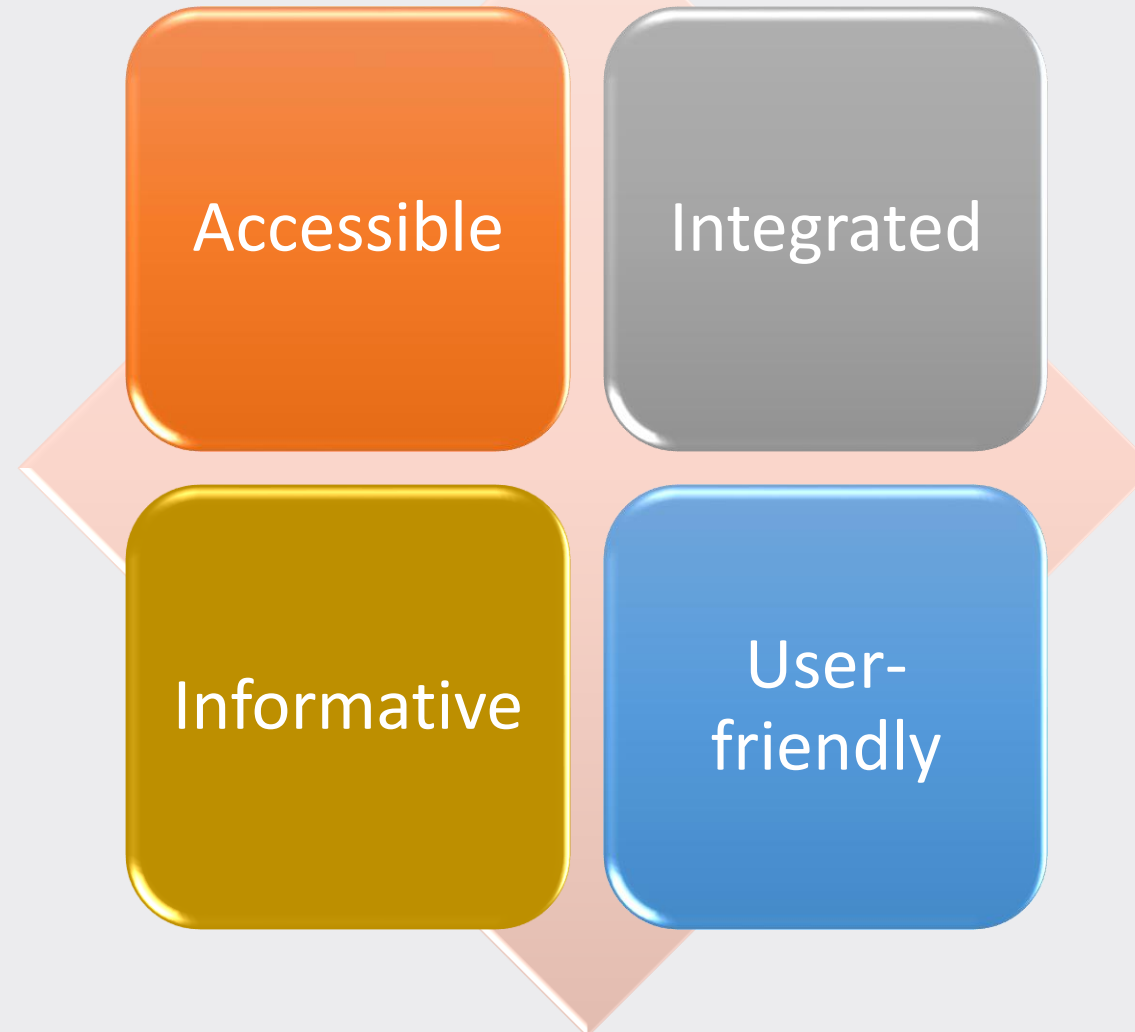 Accessible
Integrated
Informative
User-
friendly